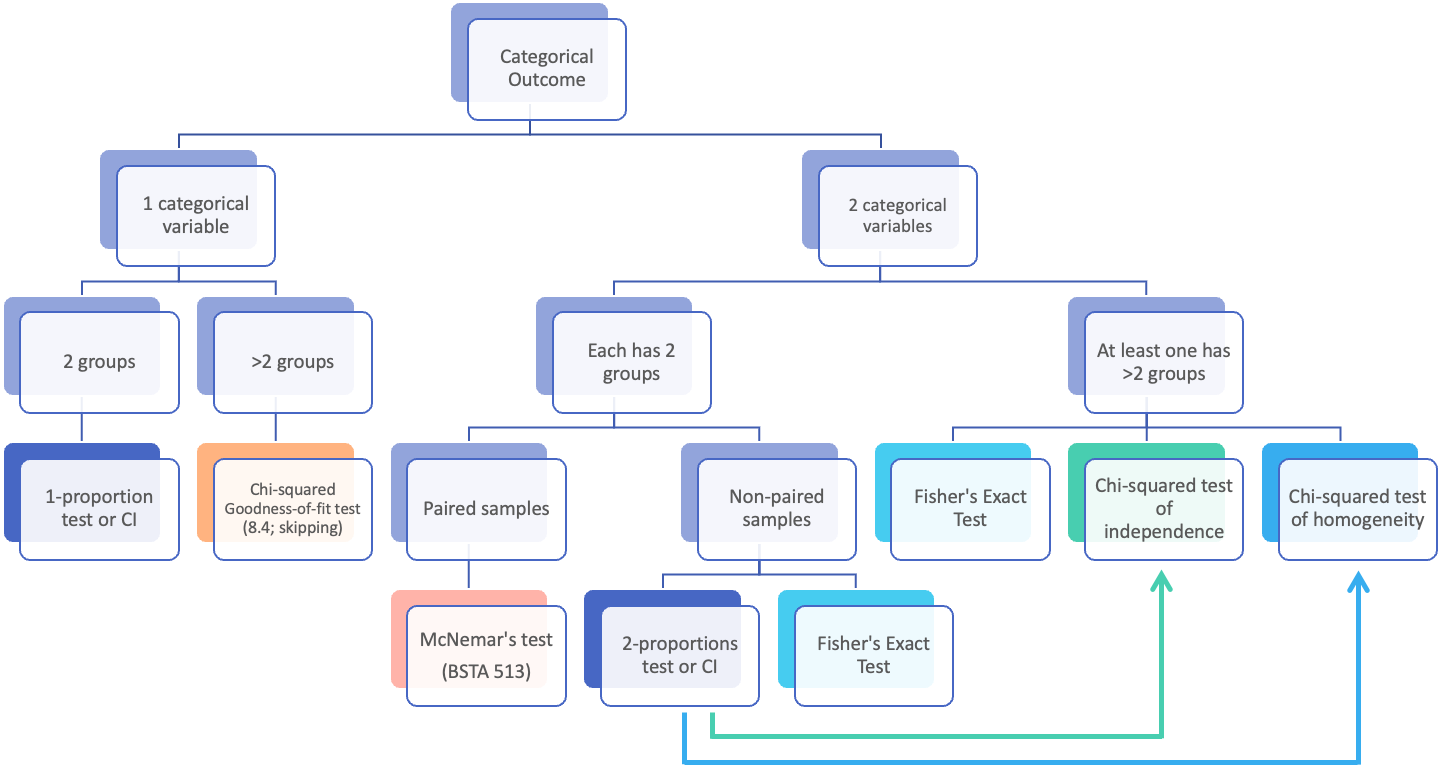 Categorical
Outcome
1 categorical
variable
2 categorical
variables
2 groups
>2 groups
Each has 2
groups
At least one has
>2 groups
1-proportion
test or CI
Chi-squared
Goodness-of-fit test
(8.4; skipping)
Paired samples
Non-paired
samples
Fisher's Exact
Test
Chi-squared test
of
independence
Chi-squared test
of homogeneity
McNemar's test
(BSTA 513)
2-proportions
test or CI
Fisher's Exact
Test